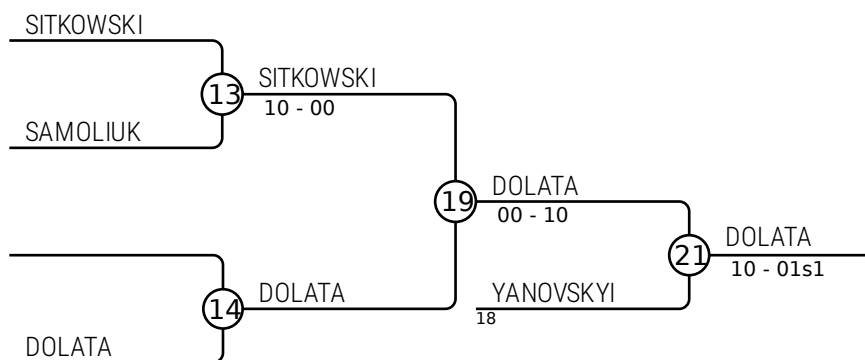 SITKOWSKI
13
SITKOWSKI
10 - 00
SAMOLIUK
19
DOLATA
00 - 10
21
DOLATA
10 - 01s1
14
DOLATA
YANOVSKYI
18
DOLATA